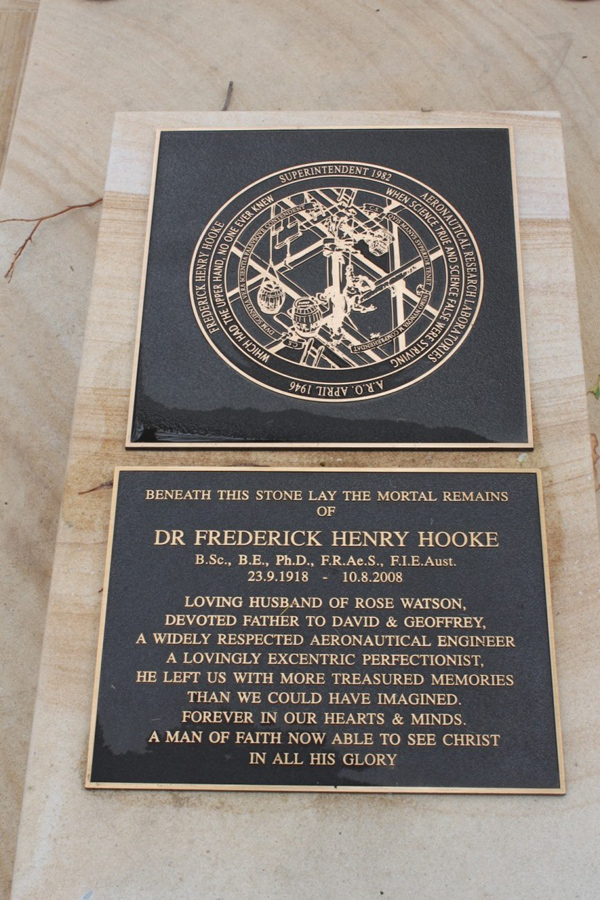 SUPERINTENDENT 1982
AERONAUTICAL RESEARCH LABORATORIES
A.R.O. APRIL 1946
FREDERICK HENRY HOOKE
WHEN SCIENCE TRUE AND SCIENCE FALSE WERE STRIVING
WHICH HAD THE UPPER HAND, NO ONE EVER KNEW
BENEATH THIS STONE LAY THE MORTAL REMAINS
OF
DR FREDERICK HENRY HOOKE
B.Sc., B.E., Ph.D., F.R.Ae.S., F.I.E.Aust.
23.9.1918 - 10.8.2008
LOVING HUSBAND OF ROSE WATSON,
DEVOTED FATHER TO DAVID & GEOFFREY,
A WIDELY RESPECTED AERONAUTICAL ENGINEER
A LOVINGLY EXCENTRIC PERFECTIONIST,
HE LEFT US WITH MORE TREASURED MEMORIES
THAN WE COULD HAVE IMAGINED.
FOREVER IN OUR HEARTS & MINDS.
A MAN OF FAITH NOW ABLE TO SEE CHRIST
IN ALL HIS GLORY